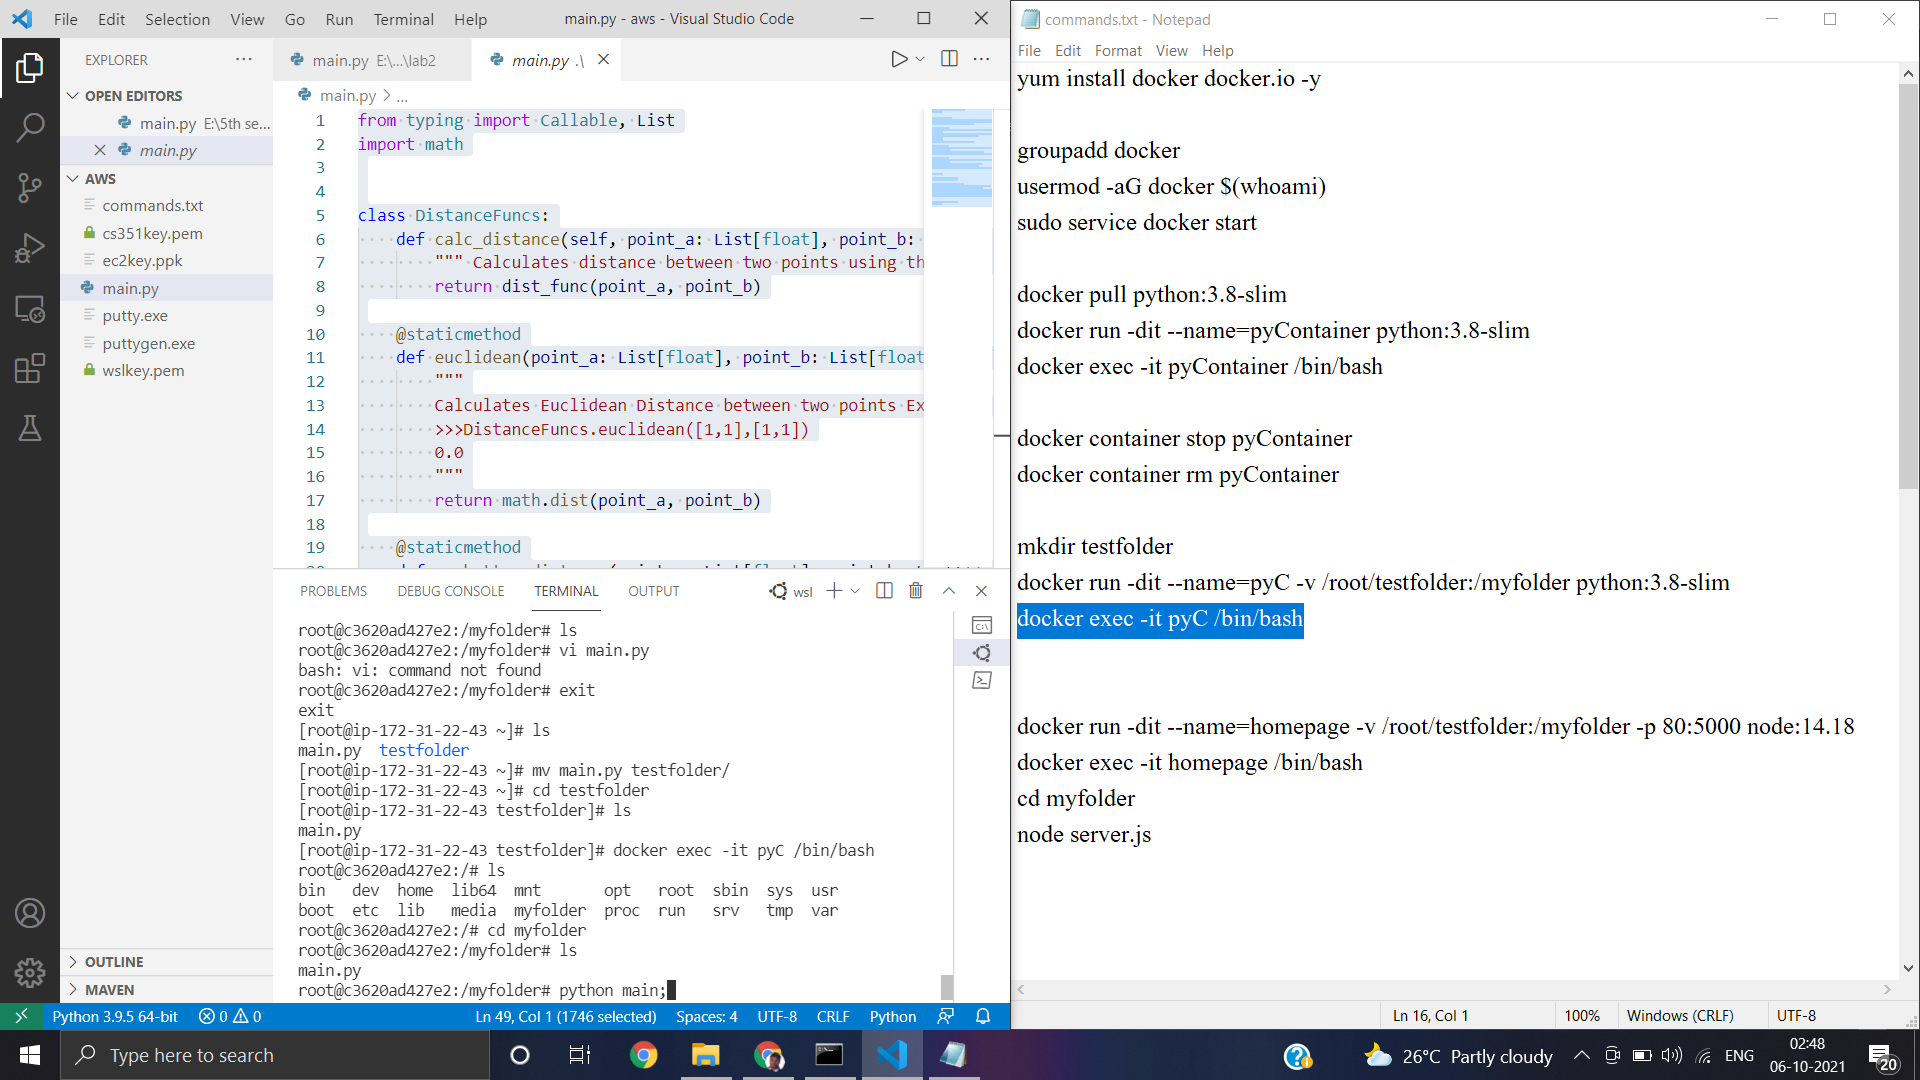 File Edit Selection View Go Run Terminal Help main.py - aws - Visual Studio Code
EXPLORER
OPEN EDITORS
main.py E:\5th se...
main.py
AWS
commands.txt
cs351key.pem
ec2key.ppk
main.py
putty.exe
puttygen.exe
wslkey.pem
OUTLINE
MAVEN
main.py E:\...\lab2 main.py .\
main.py > ...
1 from typing import Callable, List
2 import math
3
4
5 class DistanceFuncs:
6 def calc_distance(self, point_a: List[float], point_b:
7 """ Calculates distance between two points using th
8 return dist_func(point_a, point_b)
9
10 @staticmethod
11 def euclidean(point_a: List[float], point_b: List[float
12 """
13 Calculates Euclidean Distance between two points Ex
14 >>>DistanceFuncs.euclidean([1,1],[1,1])
15 0.0
16 """
17 return math.dist(point_a, point_b)
18
19 @staticmethod
PROBLEMS DEBUG CONSOLE TERMINAL OUTPUT wsl
root@c3620ad427e2:/myfolder# ls
root@c3620ad427e2:/myfolder# vi main.py
bash: vi: command not found
root@c3620ad427e2:/myfolder# exit
exit
[root@ip-172-31-22-43 ~]# ls
main.py testfolder
[root@ip-172-31-22-43 ~]# mv main.py testfolder/
[root@ip-172-31-22-43 ~]# cd testfolder
[root@ip-172-31-22-43 testfolder]# ls
main.py
[root@ip-172-31-22-43 testfolder]# docker exec -it pyC /bin/bash
root@c3620ad427e2:/# ls
bin dev home lib64 mnt opt root sbin sys usr
boot etc lib media myfolder proc run srv tmp var
root@c3620ad427e2:/# cd myfolder
root@c3620ad427e2:/myfolder# ls
main.py
root@c3620ad427e2:/myfolder# python main;
Python 3.9.5 64-bit 0 0 Ln 49, Col 1 (1746 selected) Spaces: 4 UTF-8 CRLF Python
commands.txt - Notepad
File Edit Format View Help
yum install docker docker.io -y
groupadd docker
usermod -aG docker $(whoami)
sudo service docker start
docker pull python:3.8-slim
docker run -dit --name=pyContainer python:3.8-slim
docker exec -it pyContainer /bin/bash
docker container stop pyContainer
docker container rm pyContainer
mkdir testfolder
docker run -dit --name=pyC -v /root/testfolder:/myfolder python:3.8-slim
docker exec -it pyC /bin/bash
docker run -dit --name=homepage -v /root/testfolder:/myfolder -p 80:5000 node:14.18
docker exec -it homepage /bin/bash
cd myfolder
node server.js
Ln 16, Col 1 100% Windows (CRLF) UTF-8
Type here to search
26°C Partly cloudy ENG
02:48
06-10-2021
20